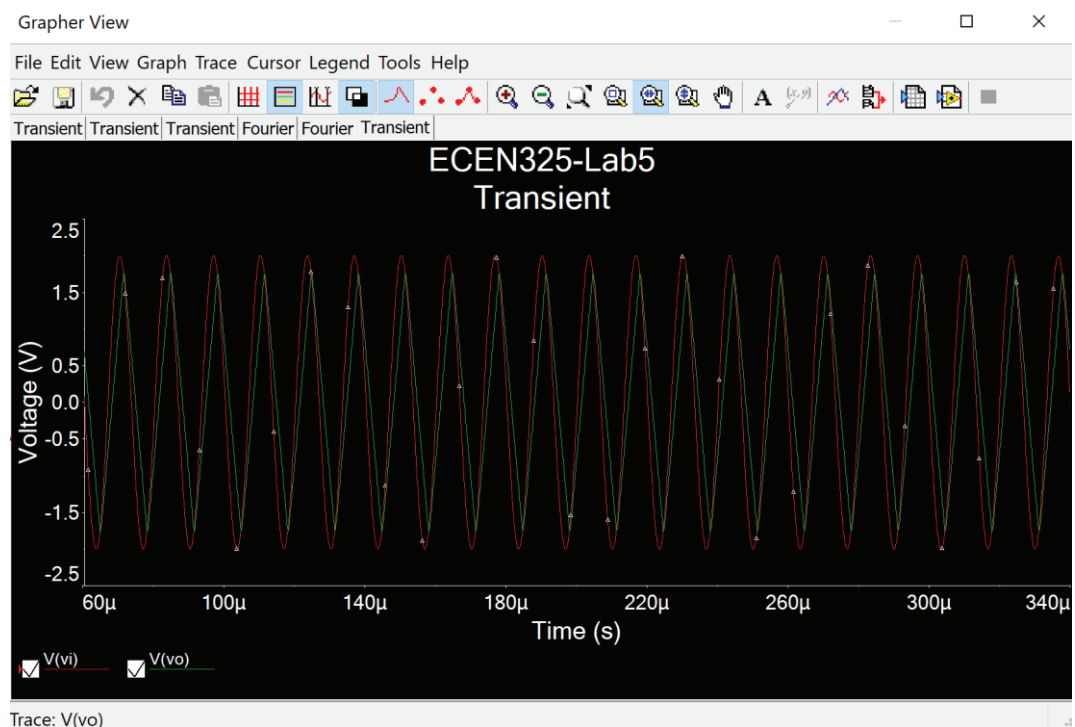 Grapher View
File Edit View Graph Trace Cursor Legend Tools Help
A (x,y)
Transient Transient Transient Fourier Fourier Transient
ECEN325-Lab5
Transient
2.5
1.5
0.5
0.0
-0.5
-1.5
-2.5
Voltage (V)
60μ 100μ 140μ 180μ 220μ 260μ 300μ 340μ
Time (s)
V(vi) V(vo)
Trace: V(vo)